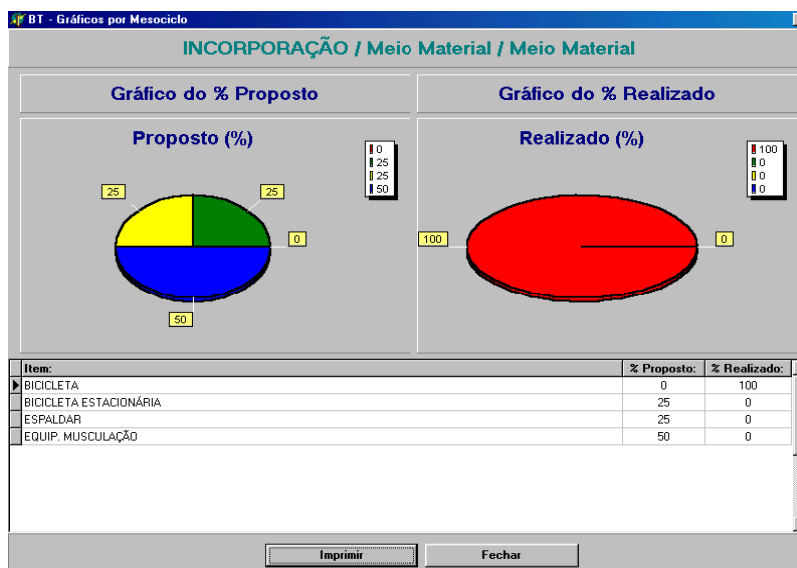 BT - Gráficos por Mesociclo
INCORPORAÇÃO / Meio Material / Meio Material
Gráfico do % Proposto
Gráfico do % Realizado
Proposto (%)
0
25
25
50
25
25
0
50
Realizado (%)
100
0
0
0
100
0
Item: % Proposto: % Realizado:
BICICLETA 0 100
BICICLETA ESTACIONÁRIA 25 0
ESPALDAR 25 0
EQUIP. MUSCULAÇÃO 50 0
Imprimir Fechar